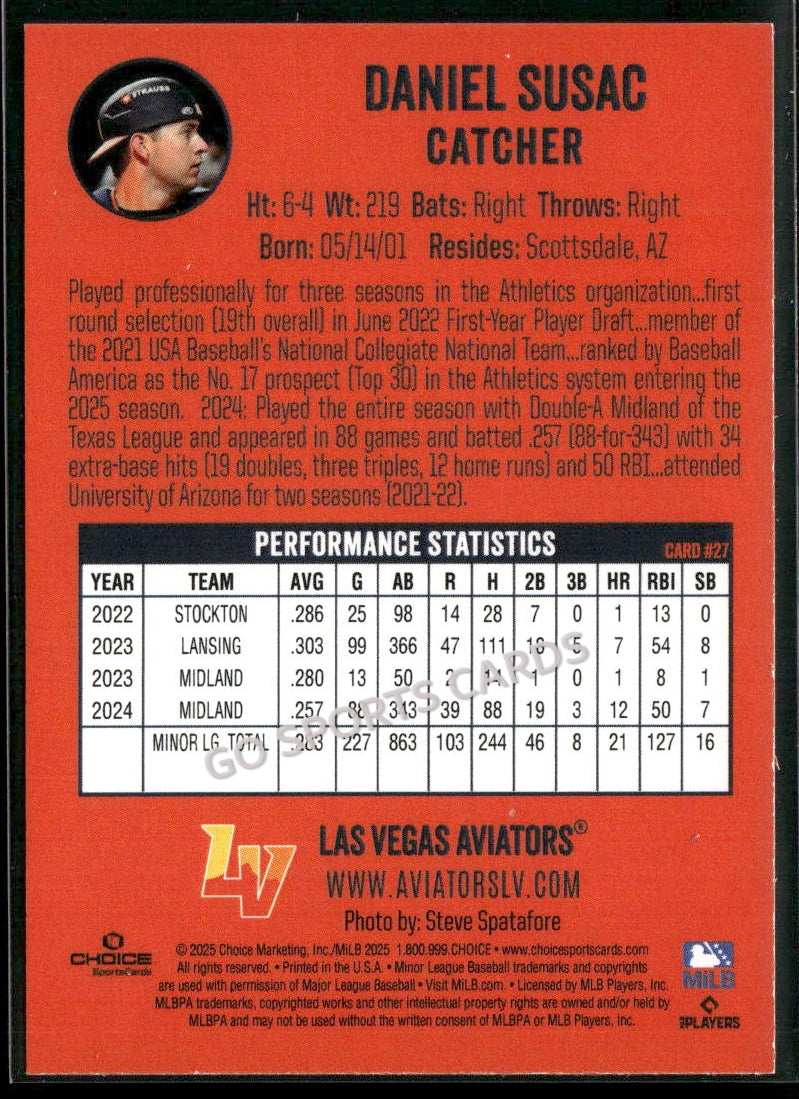 STRAUSS
DANIEL SUSAC
CATCHER
Ht: 6-4 Wt: 219 Bats: Right Throws: Right
Born: 05/14/01 Resides: Scottsdale, AZ
Played professionally for three seasons in the Athletics organization...first
round selection (19th overall) in June 2022 First-Year Player Draft...member of
the 2021 USA Baseball's National Collegiate National Team...ranked by Baseball
America as the No. 17 prospect (Top 30) in the Athletics system entering the
2025 season. 2024: Played the entire season with Double-A Midland of the
Texas League and appeared in 88 games and batted .257 (88-for-343) with 34
extra-base hits (19 doubles, three triples, 12 home runs) and 50 RBI...attended
University of Arizona for two seasons (2021-22).
PERFORMANCE STATISTICS CARD #27
YEAR TEAM AVG G AB R H 2B 3B HR RBI SB
2022 STOCKTON .286 25 98 14 28 7 0 1 13 0
2023 LANSING .303 99 366 47 111 5 7 54 8
2023 MIDLAND .280 13 50 14 1 0 1 8 1
2024 MIDLAND .257 88 343 39 88 19 3 12 50 7
MINOR LG. TOTAL .283 227 863 103 244 46 8 21 127 16
GO SPORTS CARDS
LV
LAS VEGAS AVIATORS®
WWW.AVIATORSLV.COM
Photo by: Steve Spatafore
CHOICE
SportsCards
© 2025 Choice Marketing, Inc./MiLB 2025 1.800.999.CHOICE • www.choicesportscards.com
All rights reserved. • Printed in the U.S.A. • Minor League Baseball trademarks and copyrights
are used with permission of Major League Baseball • Visit MiLB.com. • Licensed by MLB Players, Inc.
MLBPA trademarks, copyrighted works and other intellectual property rights are owned and/or held by
MLBPA and may not be used without the written consent of MLBPA or MLB Players, Inc.
MiLB
PLAYERS